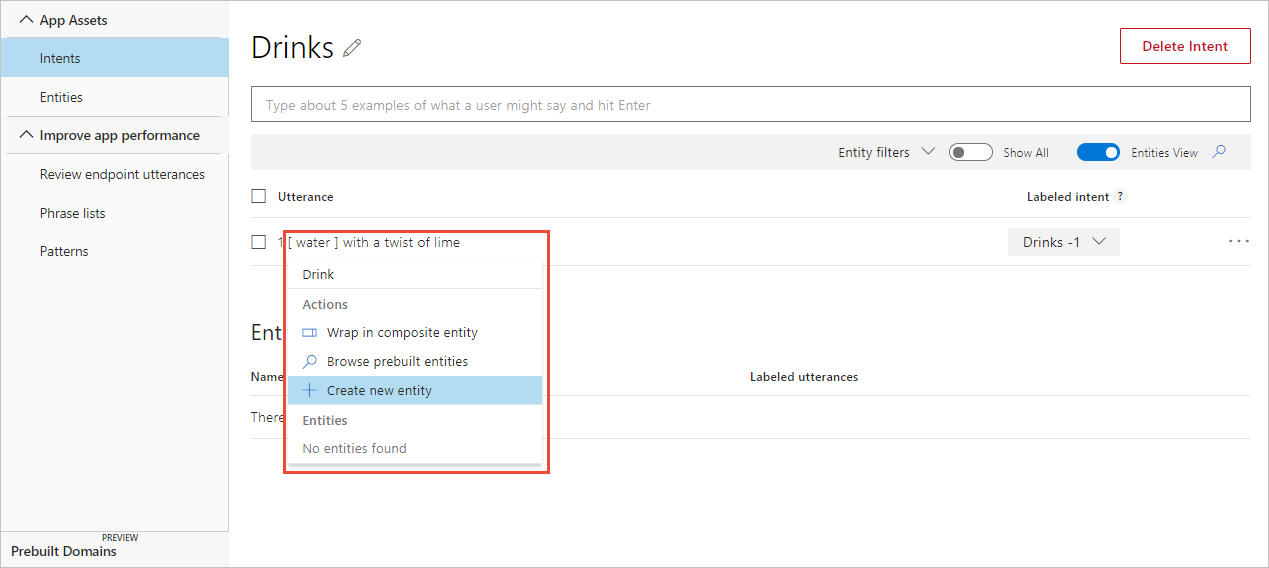 App Assets
Intents
Entities
Improve app performance
Review endpoint utterances
Phrase lists
Patterns
PREVIEW
Prebuilt Domains
Drinks
Delete Intent
Type about 5 examples of what a user might say and hit Enter
Entity filters Show All Entities View
Utterance Labeled intent ?
1 [ water ] with a twist of lime Drinks -1 ...
Drink
Actions
Ent
Wrap in composite entity
Browse prebuilt entities
Name Labeled utterances
Create new entity
There
Entities
No entities found